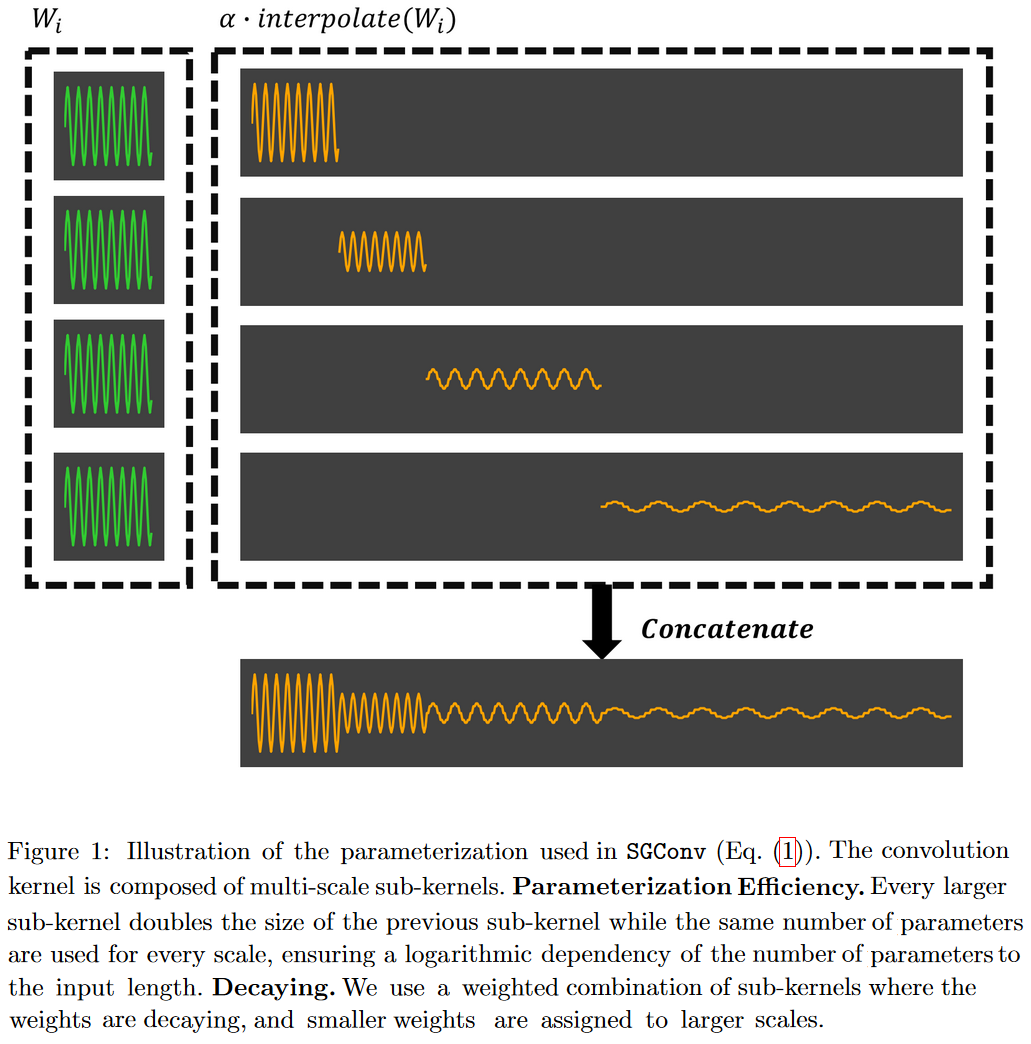 W_i
α · interpolate(W_i)
Concatenate
Figure 1: Illustration of the parameterization used in SGConv (Eq. (1)). The convolution
kernel is composed of multi-scale sub-kernels. Parameterization Efficiency. Every larger
sub-kernel doubles the size of the previous sub-kernel while the same number of parameters
are used for every scale, ensuring a logarithmic dependency of the number of parameters to
the input length. Decaying. We use a weighted combination of sub-kernels where the
weights are decaying, and smaller weights are assigned to larger scales.